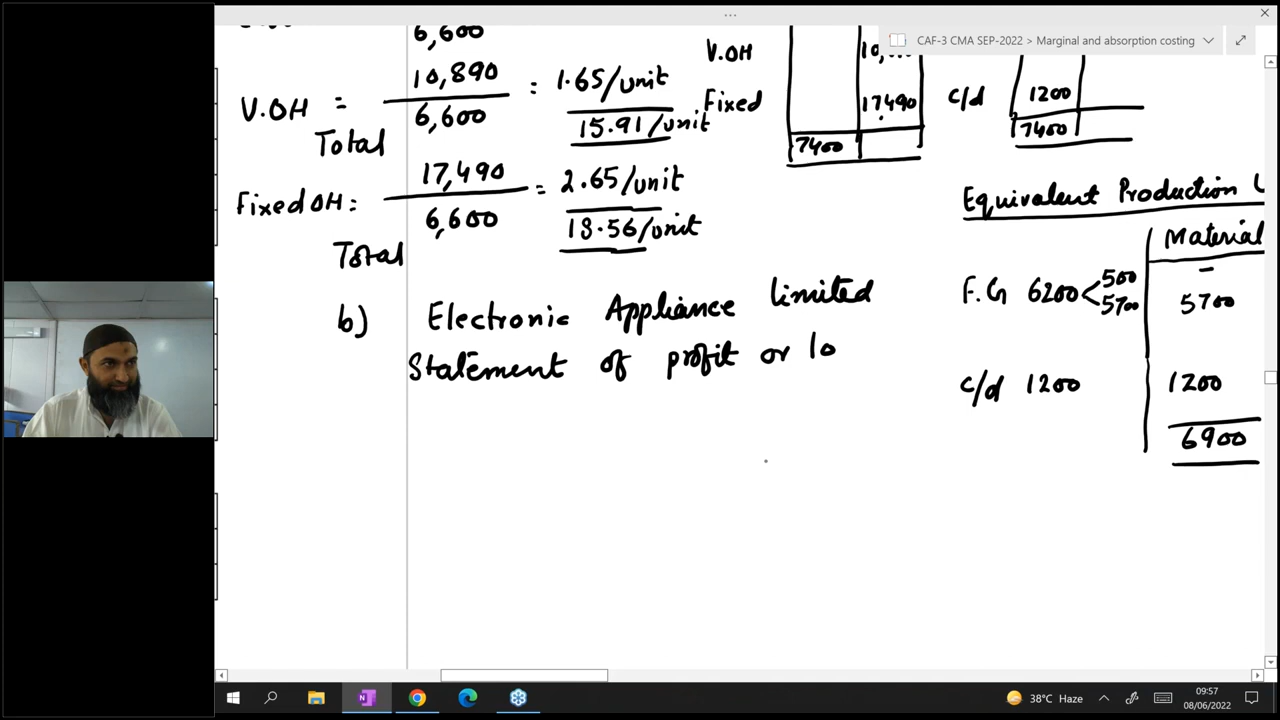 CAF-3 CMA SEP-2022 > Marginal and absorption costing
6,600
V.OH = 10,890 / 6,600 = 1.65/unit
Total 15.91/unit
Fixed OH = 17,490 / 6,600 = 2.65/unit
Total 18.56/unit
V.OH
Fixed 17490
7400
c/d 1200
7400
Equivalent Production
Material
F.G 6200 < 500 -
5700 5700
c/d 1200 1200
6900
b) Electronic Appliance limited
Statement of profit or lo
38°C Haze
09:57
08/06/2022